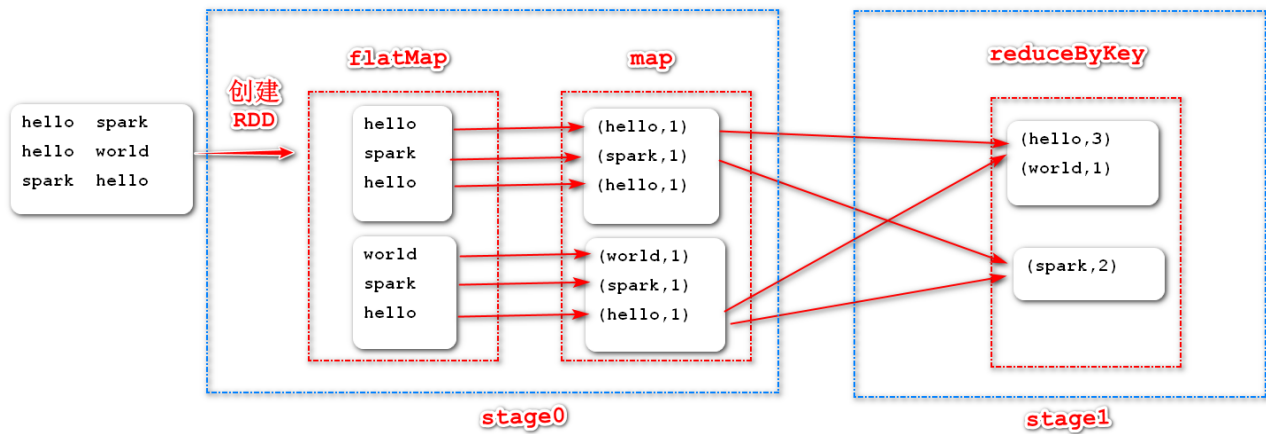 hello spark
hello world
spark hello
创建
RDD
flatMap
hello
spark
hello
world
spark
hello
map
(hello,1)
(spark,1)
(hello,1)
(world,1)
(spark,1)
(hello,1)
stage0
reduceByKey
(hello,3)
(world,1)
(spark,2)
stage1